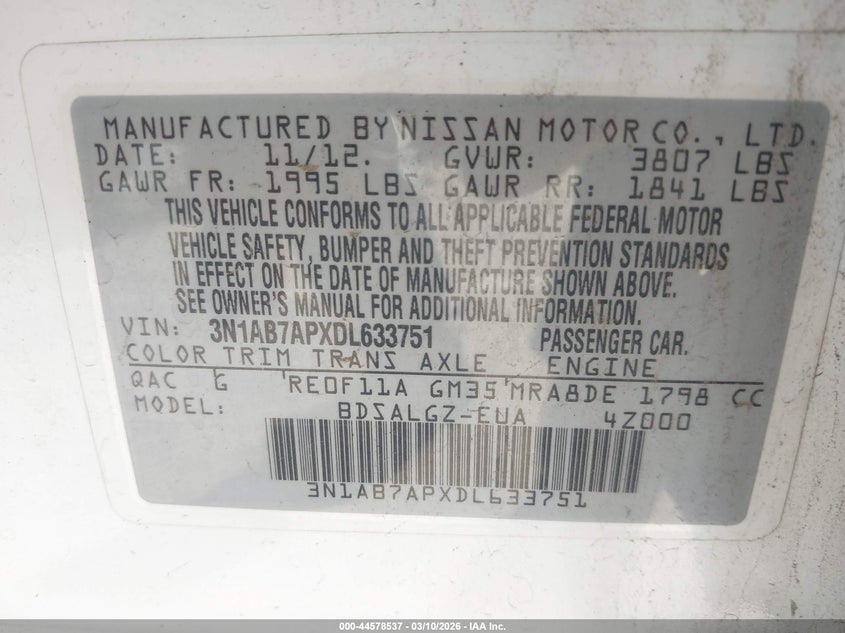 MANUFACTURED BY NISSAN MOTOR CO., LTD.
DATE: 11/12. GVWR: 3807 LBS
GAWR FR: 1995 LBS GAWR RR: 1841 LBS
THIS VEHICLE CONFORMS TO ALL APPLICABLE FEDERAL MOTOR
VEHICLE SAFETY, BUMPER AND THEFT PREVENTION STANDARDS
IN EFFECT ON THE DATE OF MANUFACTURE SHOWN ABOVE.
SEE OWNER'S MANUAL FOR ADDITIONAL INFORMATION.
VIN: 3N1AB7APXDL633751 PASSENGER CAR.
COLOR TRIM TRANS AXLE ENGINE
QAC G RE0F11A GM35 MRA8DE 1798 CC
MODEL: BDSALGZ-EUA 4Z000
3N1AB7APXDL633751
000-44578537 - 03/10/2026 - IAA Inc.